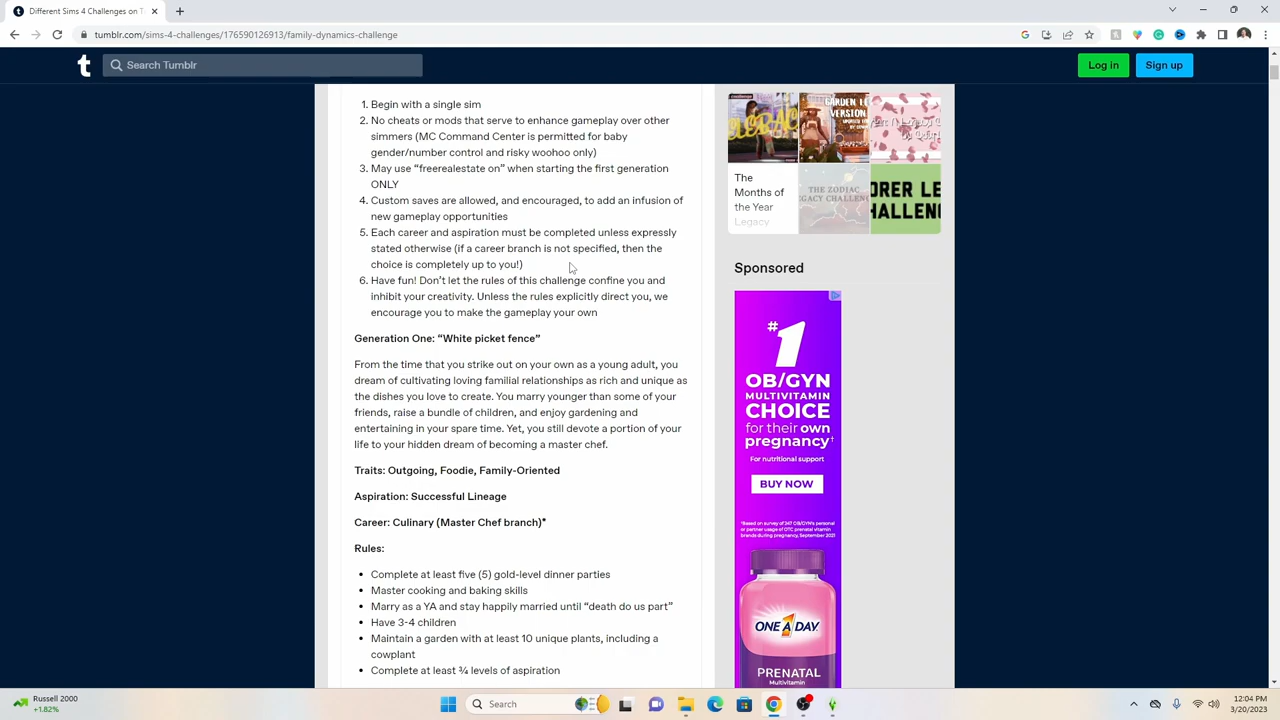 Different Sims 4 Challenges on T
tumblr.com/sims-4-challenges/176590126913/family-dynamics-challenge
t
Search Tumblr
Log in
Sign up
1. Begin with a single sim
2. No cheats or mods that serve to enhance gameplay over other
simmers (MC Command Center is permitted for baby
gender/number control and risky woohoo only)
3. May use “freerealestate on” when starting the first generation
ONLY
4. Custom saves are allowed, and encouraged, to add an infusion of
new gameplay opportunities
5. Each career and aspiration must be completed unless expressly
stated otherwise (if a career branch is not specified, then the
choice is completely up to you!)
6. Have fun! Don’t let the rules of this challenge confine you and
inhibit your creativity. Unless the rules explicitly direct you, we
encourage you to make the gameplay your own
Generation One: “White picket fence”
From the time that you strike out on your own as a young adult, you
dream of cultivating loving familial relationships as rich and unique as
the dishes you love to create. You marry younger than some of your
friends, raise a bundle of children, and enjoy gardening and
entertaining in your spare time. Yet, you still devote a portion of your
life to your hidden dream of becoming a master chef.
Traits: Outgoing, Foodie, Family-Oriented
Aspiration: Successful Lineage
Career: Culinary (Master Chef branch)*
Rules:
• Complete at least five (5) gold-level dinner parties
• Master cooking and baking skills
• Marry as a YA and stay happily married until “death do us part”
• Have 3-4 children
• Maintain a garden with at least 10 unique plants, including a
cowplant
• Complete at least ¾ levels of aspiration
GARDEN
VERSION
The
Months of
the Year
Legacy
THE ZODIAC
LEGACY CHALLENG
ORER LE
HALLENG
Sponsored
#1
OB/GYN
MULTIVITAMIN
CHOICE
for their own
pregnancy†
For nutritional support
BUY NOW
ONE A DAY
PRENATAL
Multivitamin
Russell 2000
+1.82%
Search
12:04 PM
3/20/2023